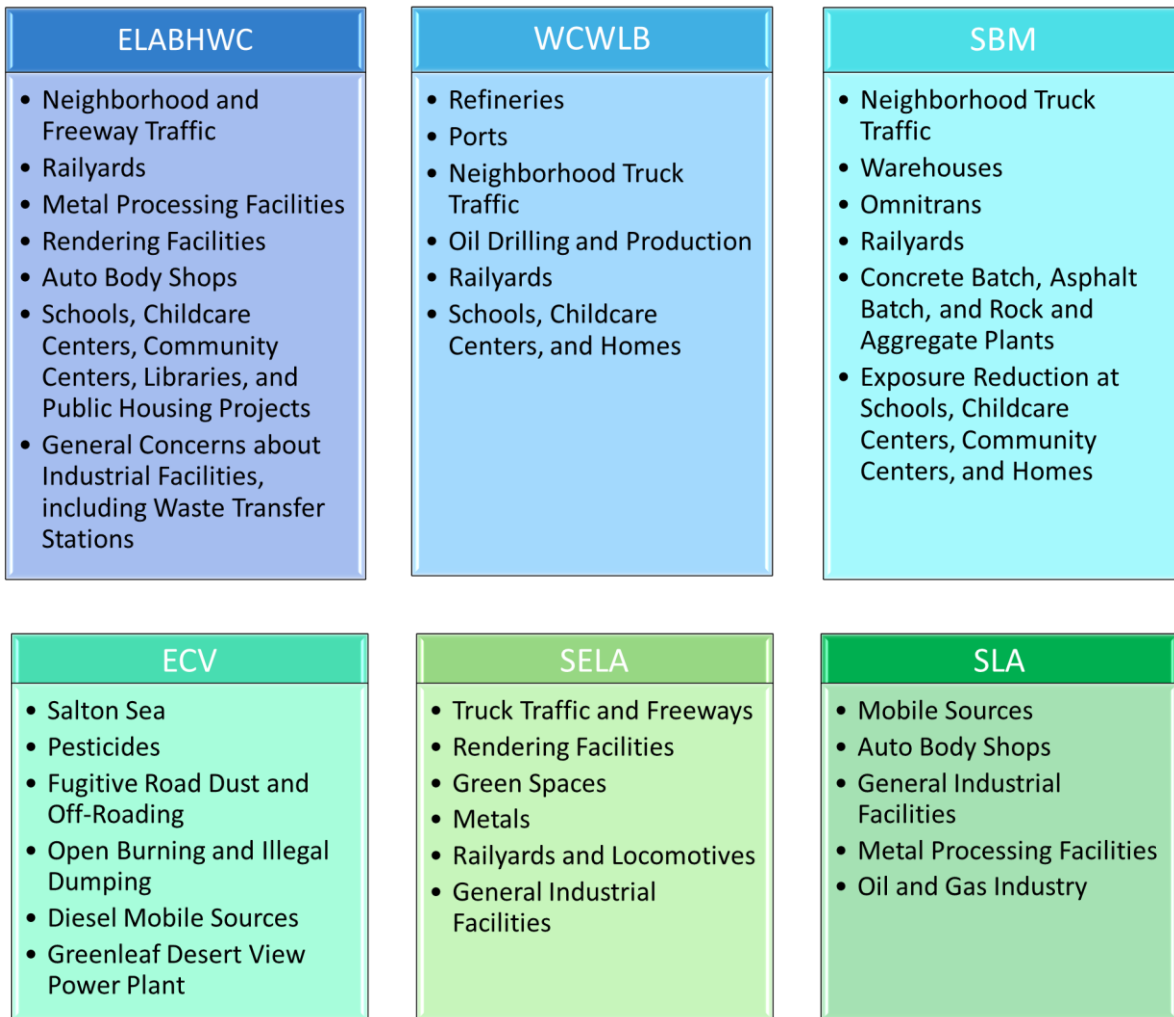 ELABHWC
• Neighborhood and
Freeway Traffic
• Railyards
• Metal Processing Facilities
• Rendering Facilities
• Auto Body Shops
• Schools, Childcare
Centers, Community
Centers, Libraries, and
Public Housing Projects
• General Concerns about
Industrial Facilities,
including Waste Transfer
Stations
WCWLB
• Refineries
• Ports
• Neighborhood Truck
Traffic
• Oil Drilling and Production
• Railyards
• Schools, Childcare
Centers, and Homes
SBM
• Neighborhood Truck
Traffic
• Warehouses
• Omnitrans
• Railyards
• Concrete Batch, Asphalt
Batch, and Rock and
Aggregate Plants
• Exposure Reduction at
Schools, Childcare
Centers, Community
Centers, and Homes
ECV
• Salton Sea
• Pesticides
• Fugitive Road Dust and
Off-Roading
• Open Burning and Illegal
Dumping
• Diesel Mobile Sources
• Greenleaf Desert View
Power Plant
SELA
• Truck Traffic and Freeways
• Rendering Facilities
• Green Spaces
• Metals
• Railyards and Locomotives
• General Industrial
Facilities
SLA
• Mobile Sources
• Auto Body Shops
• General Industrial
Facilities
• Metal Processing Facilities
• Oil and Gas Industry